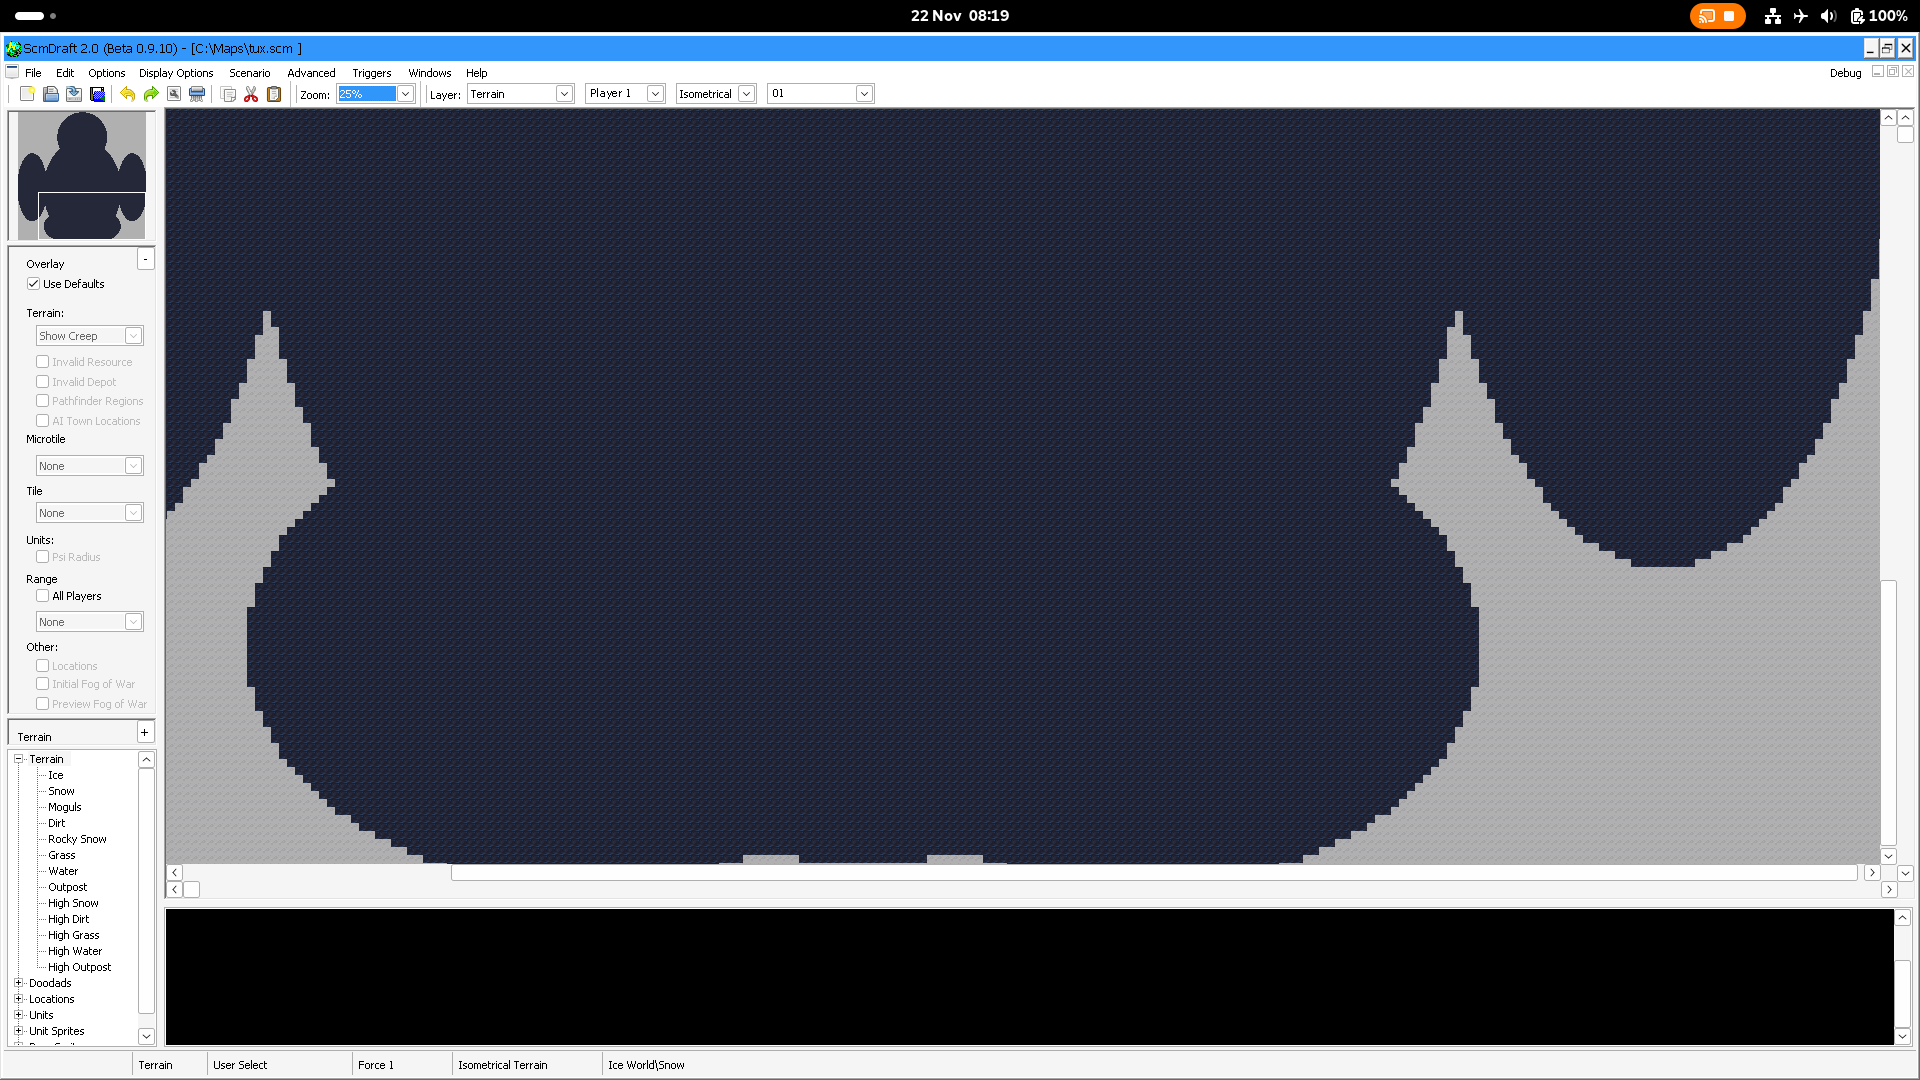 22 Nov 08:19
100%
ScmDraft 2.0 (Beta 0.9.10) - [C:\Maps\tux.scm ]
File Edit Options Display Options Scenario Advanced Triggers Windows Help Debug
Zoom: 25% Layer: Terrain Player 1 Isometrical 01
Overlay -
Use Defaults
Terrain:
Show Creep
Invalid Resource
Invalid Depot
Pathfinder Regions
AI Town Locations
Microtile
None
Tile
None
Units:
Psi Radius
Range
All Players
None
Other:
Locations
Initial Fog of War
Preview Fog of War
Terrain +
Terrain
Ice
Snow
Moguls
Dirt
Rocky Snow
Grass
Water
Outpost
High Snow
High Dirt
High Grass
High Water
High Outpost
Doodads
Locations
Units
Unit Sprites
Terrain User Select Force 1 Isometrical Terrain Ice World\Snow